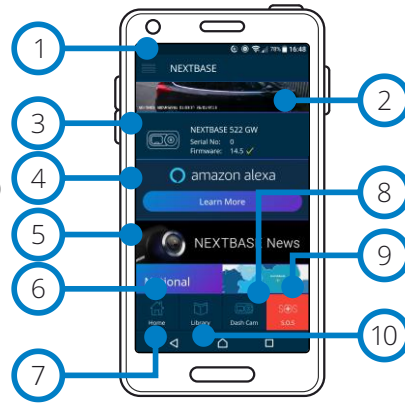 78% 16:48
NEXTBASE
NEXTBASE 522 GW
Serial No: 0
Firmware: 14.5 ✓
amazon alexa
Learn More
NEXTBASE News
National
SOS
Home Library Dash Cam S.O.S
1
2
3
4
5
6
7
8
9
10